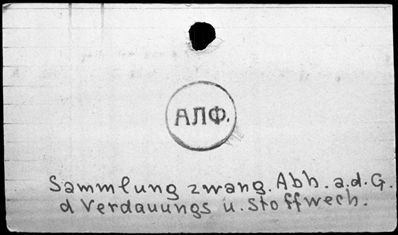 АЛФ.
Sammlung zwang. Abh. a.d. G.
d Verdauungs u. Stoffwech.